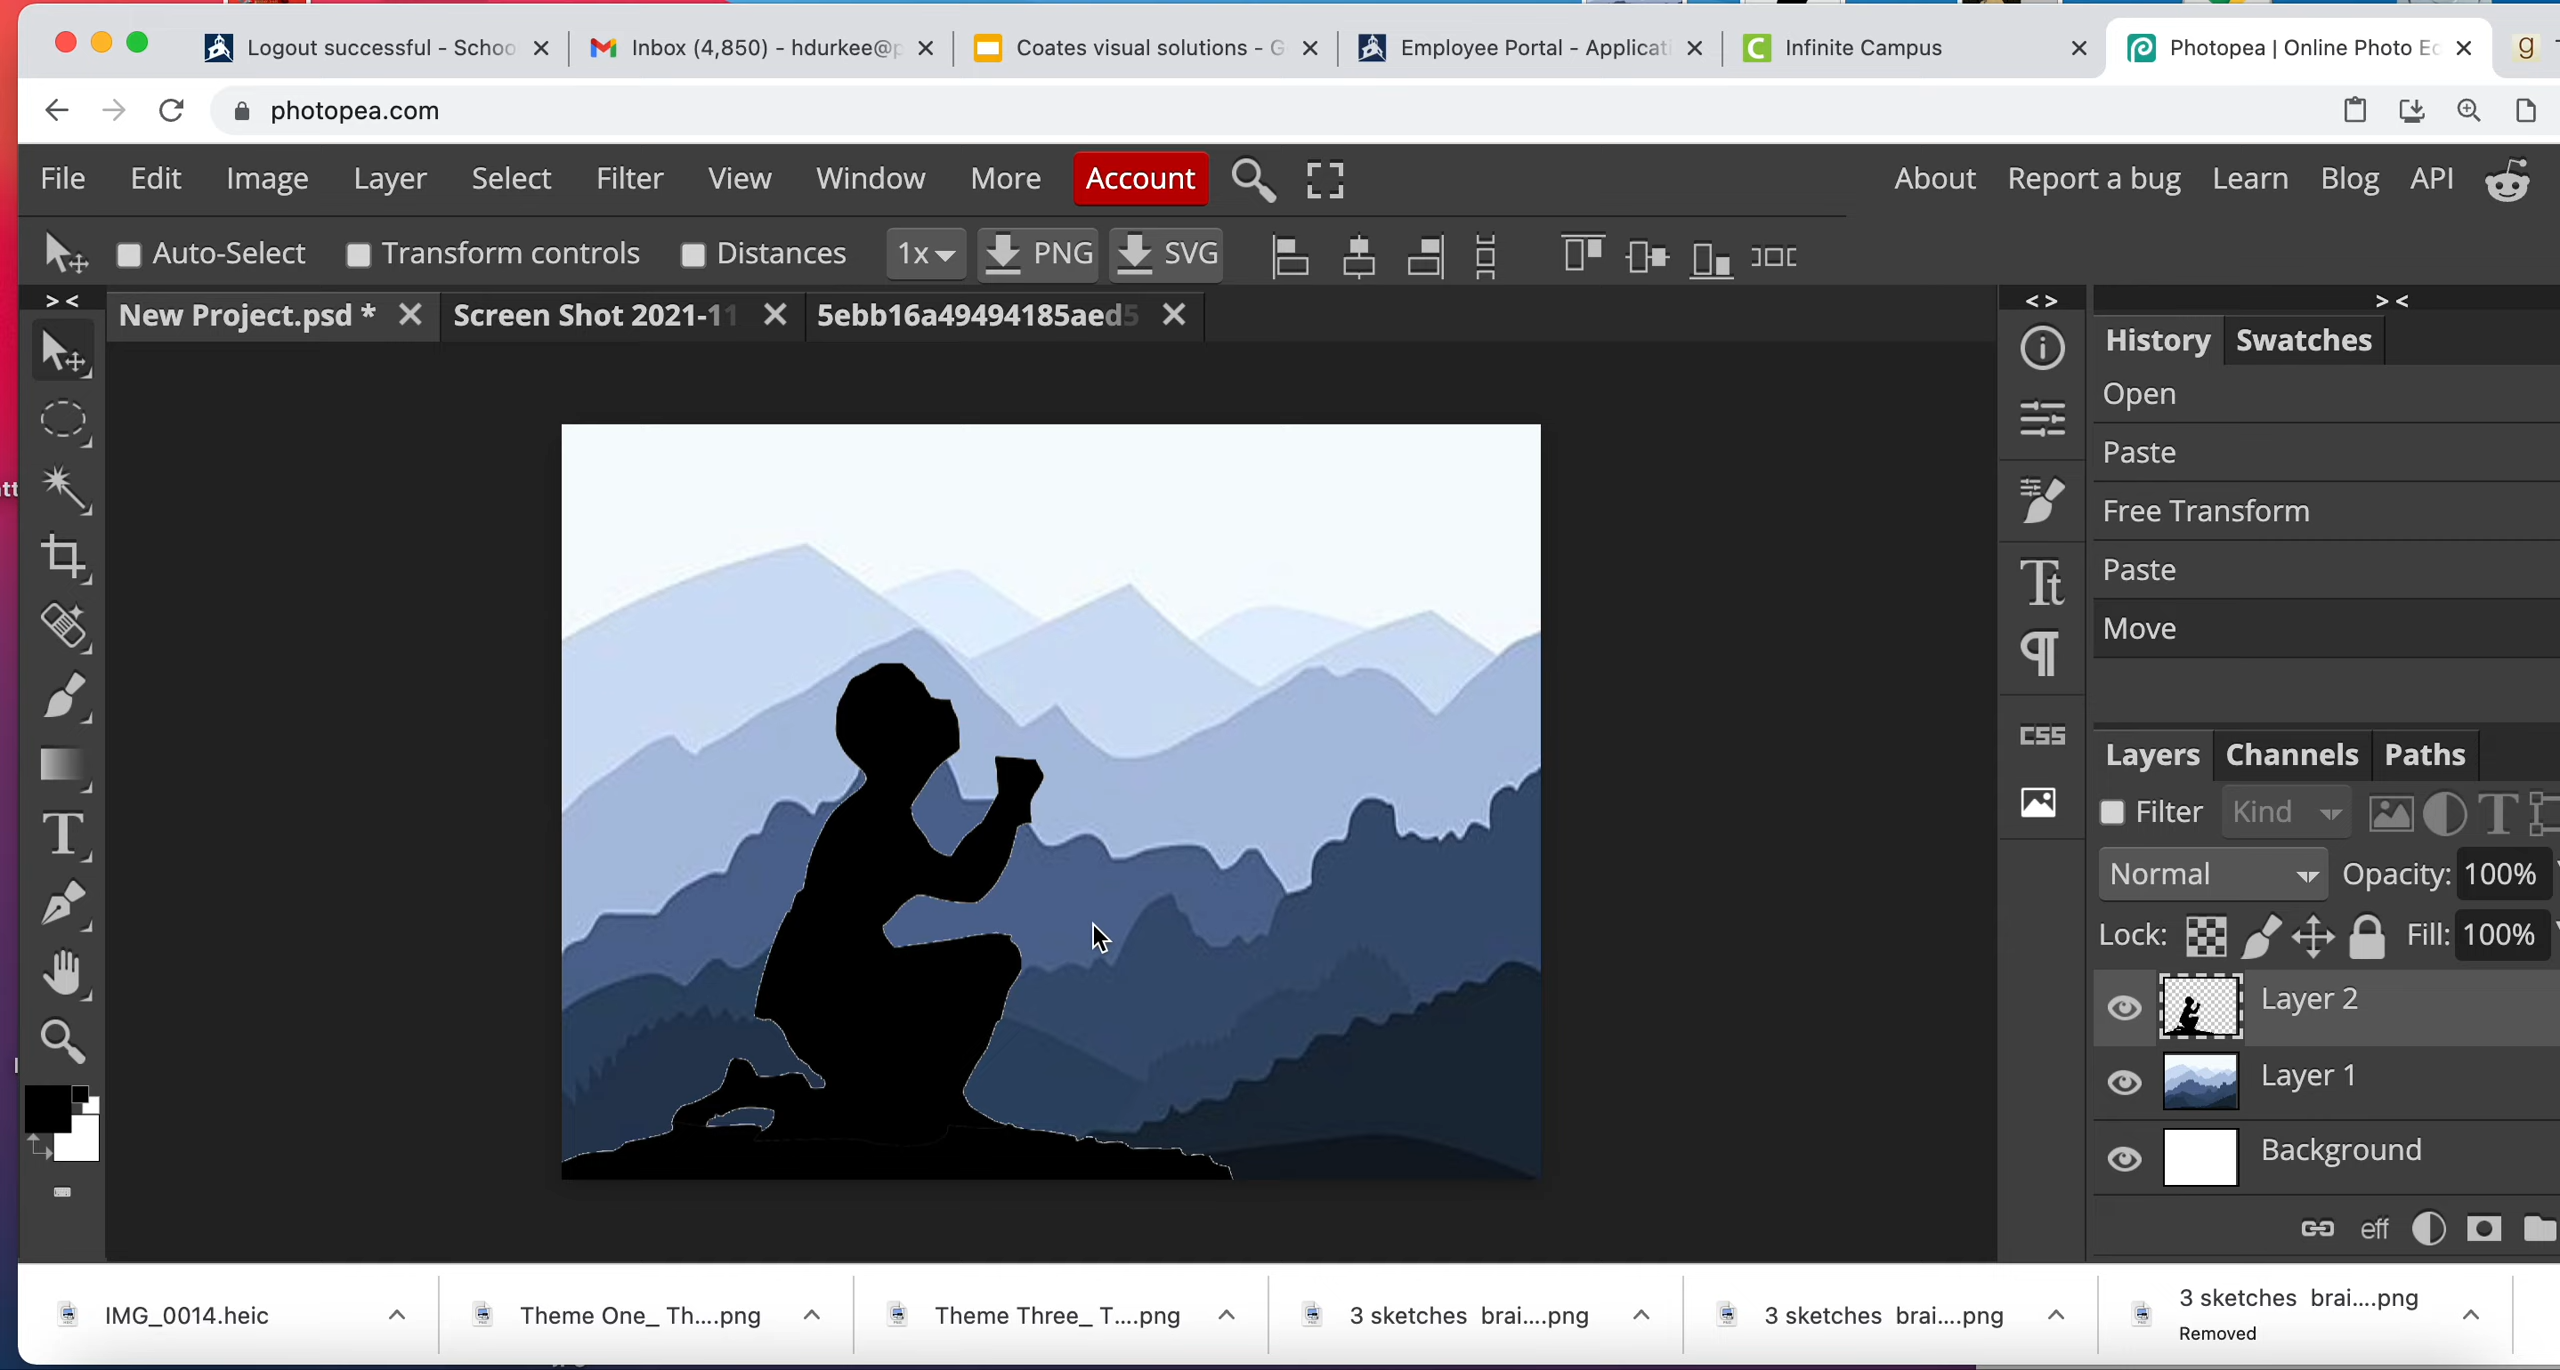 Logout successful - Schoo
Inbox (4,850) - hdurkee@p
Coates visual solutions - G
Employee Portal - Applicati
Infinite Campus
Photopea | Online Photo Ed
g
photopea.com
File Edit Image Layer Select Filter View Window More Account About Report a bug Learn Blog API
Auto-Select Transform controls Distances 1x PNG SVG
> < < > > <
New Project.psd * Screen Shot 2021-11 5ebb16a49494185aed5
History Swatches
Open
Paste
Free Transform
Paste
Move
CSS
Layers Channels Paths
Filter Kind
Normal Opacity: 100%
Lock: Fill: 100%
Layer 2
Layer 1
Background
eff
IMG_0014.heic
Theme One_ Th....png
Theme Three_ T....png
3 sketches brai....png
3 sketches brai....png
3 sketches brai....png
Removed